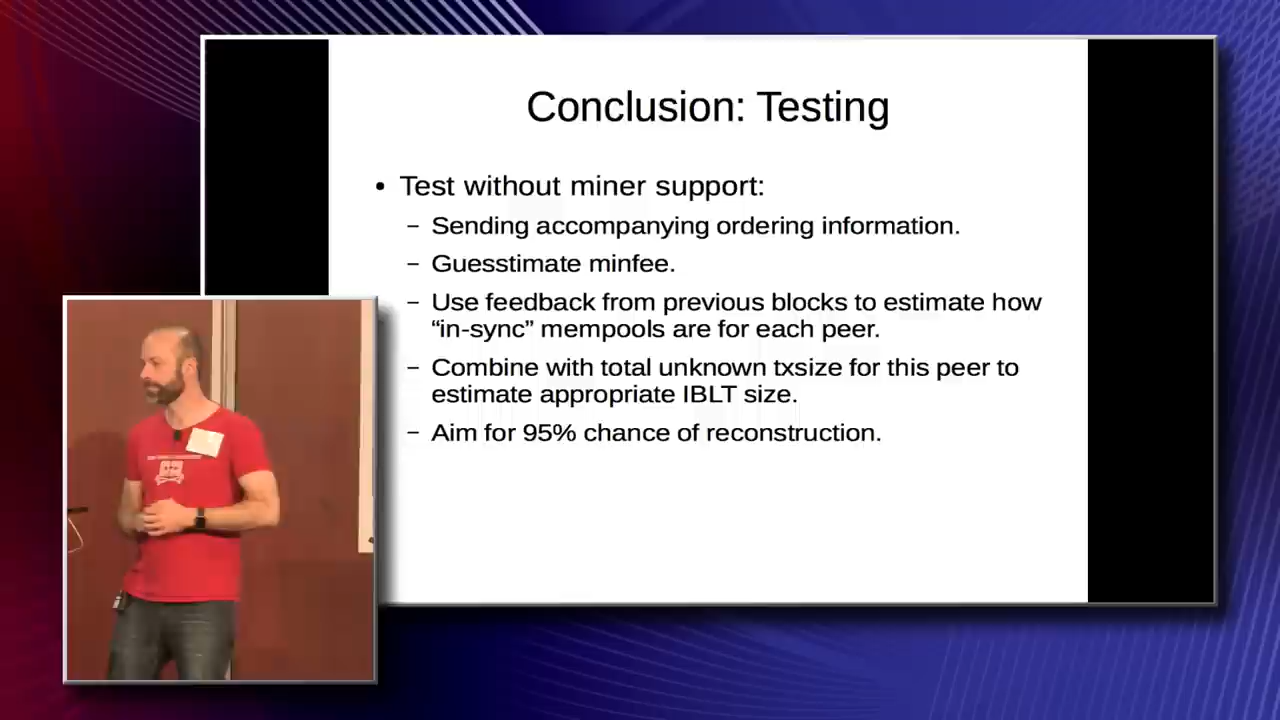 Conclusion: Testing
• Test without miner support:
– Sending accompanying ordering information.
– Guesstimate minfee.
– Use feedback from previous blocks to estimate how
“in-sync” mempools are for each peer.
– Combine with total unknown txsize for this peer to
estimate appropriate IBLT size.
– Aim for 95% chance of reconstruction.